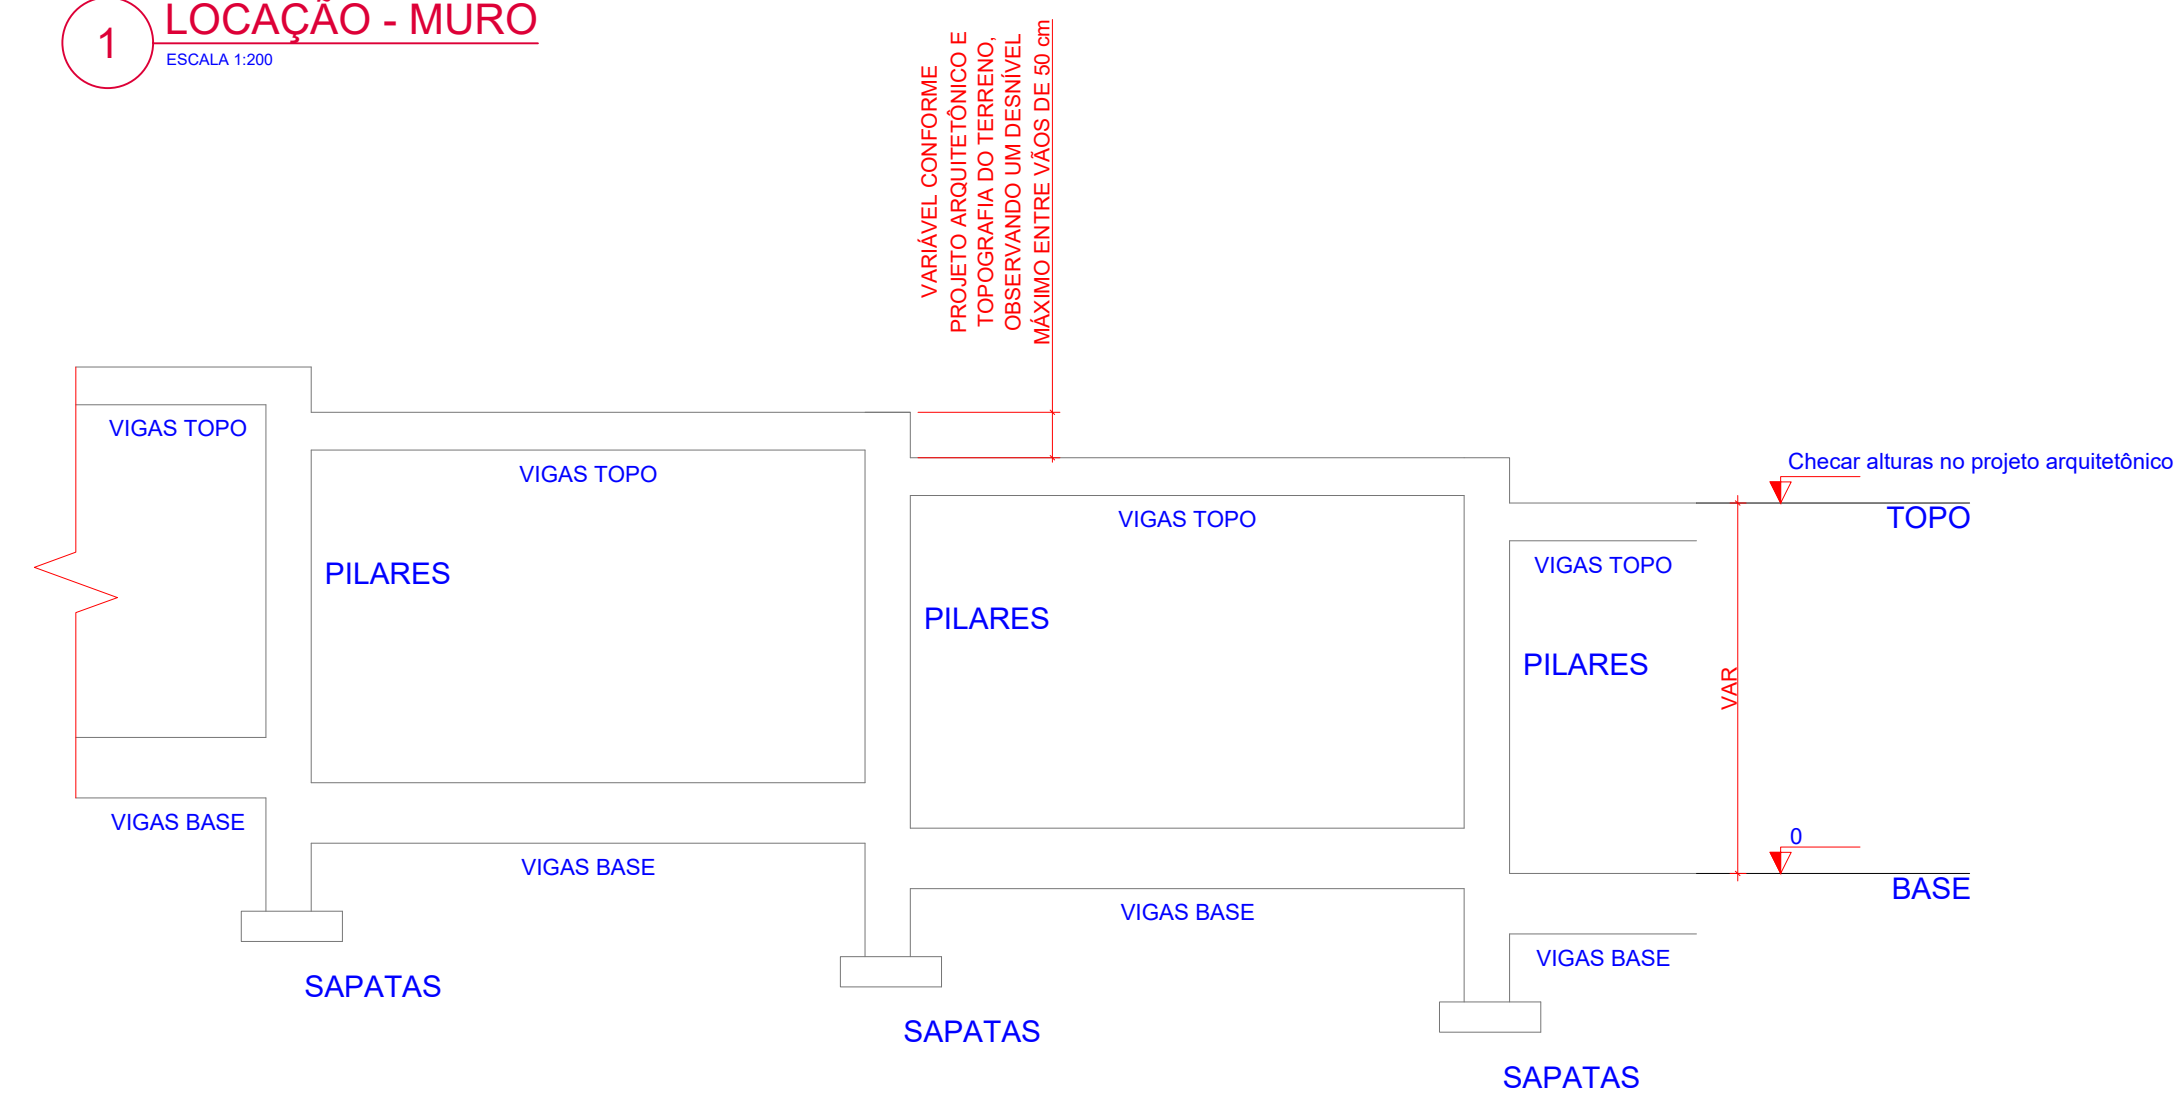 1
LOCAÇÃO - MURO
ESCALA 1:200
VARIÁVEL CONFORME
PROJETO ARQUITETÔNICO E
TOPOGRAFIA DO TERRENO,
OBSERVANDO UM DESNÍVEL
MÁXIMO ENTRE VÃOS DE 50 cm
VIGAS TOPO
VIGAS TOPO
VIGAS TOPO
VIGAS TOPO
Checar alturas no projeto arquitetônico
TOPO
PILARES
PILARES
PILARES
VAR
0
BASE
VIGAS BASE
VIGAS BASE
VIGAS BASE
VIGAS BASE
SAPATAS
SAPATAS
SAPATAS